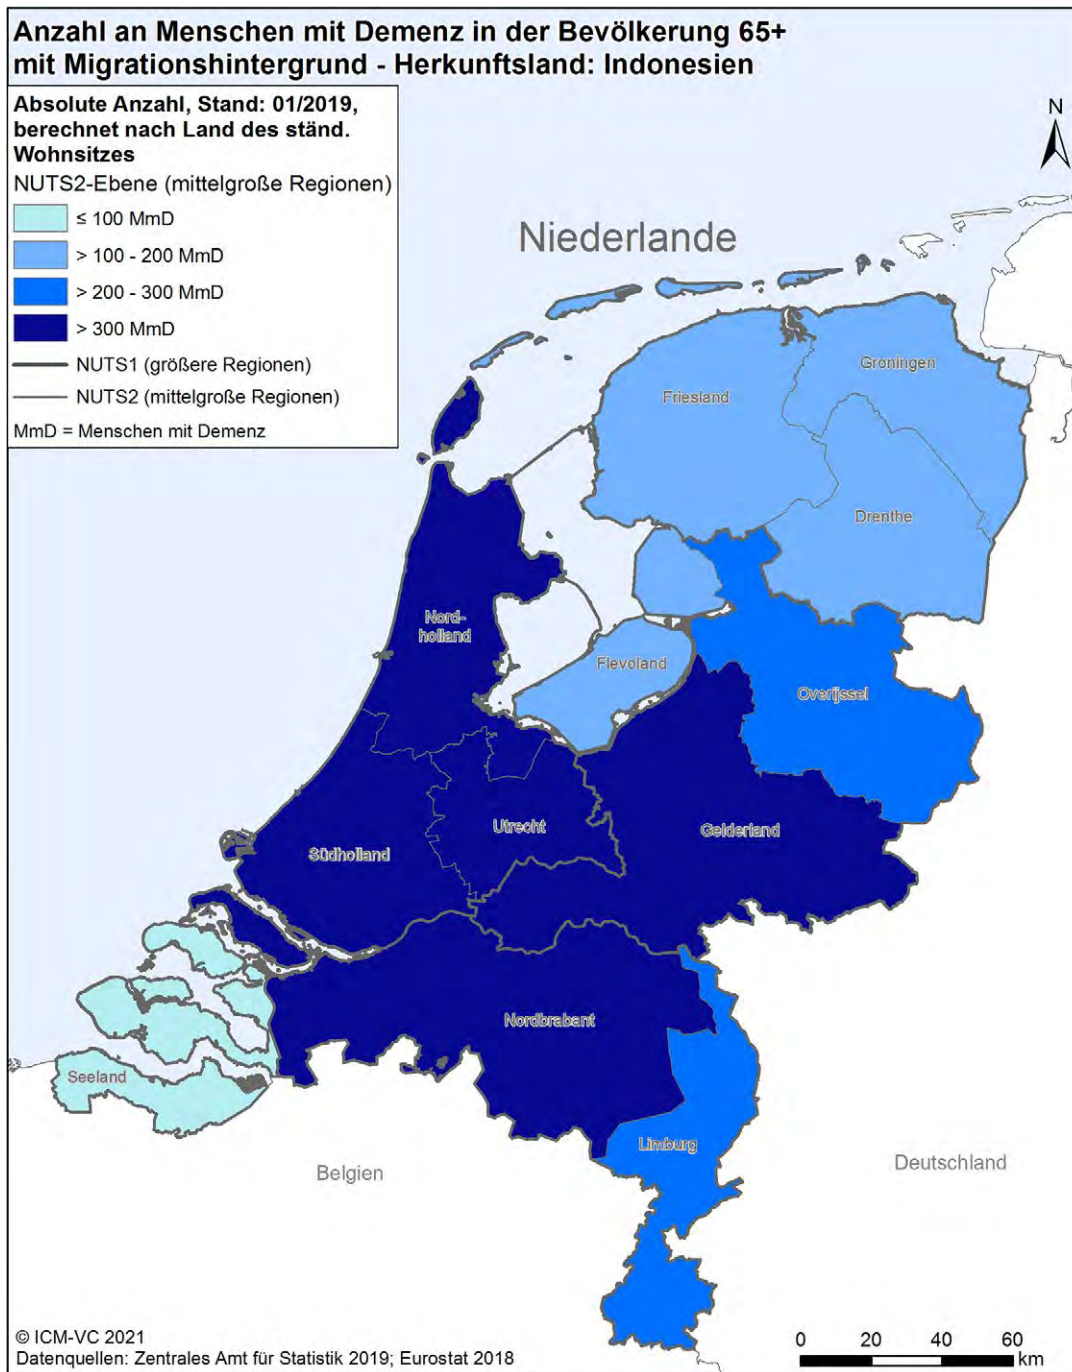 Anzahl an Menschen mit Demenz in der Bevölkerung 65+
mit Migrationshintergrund - Herkunftsland: Indonesien
Absolute Anzahl, Stand: 01/2019,
berechnet nach Land des ständ.
Wohnsitzes
NUTS2-Ebene (mittelgroße Regionen)
≤ 100 MmD
> 100 - 200 MmD
> 200 - 300 MmD
> 300 MmD
NUTS1 (größere Regionen)
NUTS2 (mittelgroße Regionen)
MmD = Menschen mit Demenz
N
Niederlande
Groningen
Friesland
Drenthe
Nord-
holland
Flevoland
Overijssel
Utrecht
Gelderland
Südholland
Nordbrabant
Seeland
Limburg
Belgien
Deutschland
© ICM-VC 2021
Datenquellen: Zentrales Amt für Statistik 2019; Eurostat 2018
0 20 40 60
km